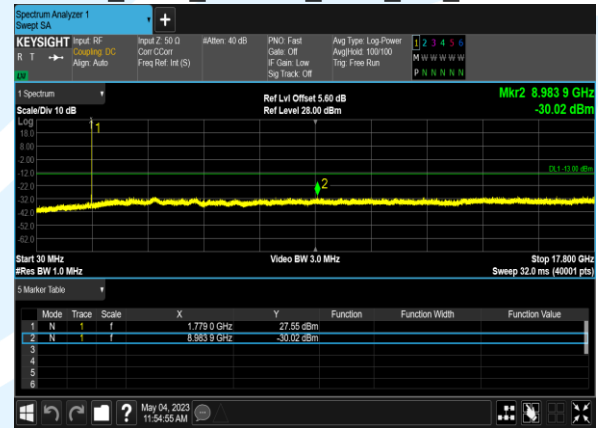 Spectrum Analyzer 1
Swept SA
+
KEYSIGHT Input: RF Input Z: 50 Ω #Atten: 40 dB PNO: Fast Avg Type: Log-Power 1 2 3 4 5 6
R T Coupling: DC Corr CCorr Gate: Off Avg|Hold: 100/100 M W W W W W
Align: Auto Freq Ref: Int (S) IF Gain: Low Trig: Free Run
LU Sig Track: Off P N N N N N
1 Spectrum Ref Lvl Offset 5.60 dB Mkr2 8.983 9 GHz
Scale/Div 10 dB Ref Level 28.00 dBm -30.02 dBm
Log
18.0 1
8.00
-2.00
-12.0 DL1 -13.00 dBm
-22.0 2
-32.0
-42.0
-52.0
-62.0
Start 30 MHz Video BW 3.0 MHz Stop 17.800 GHz
#Res BW 1.0 MHz Sweep 32.0 ms (40001 pts)
5 Marker Table
Mode Trace Scale X Y Function Function Width Function Value
1 N 1 f 1.779 0 GHz 27.55 dBm
2 N 1 f 8.983 9 GHz -30.02 dBm
3
4
5
6
? May 04, 2023
11:54:55 AM